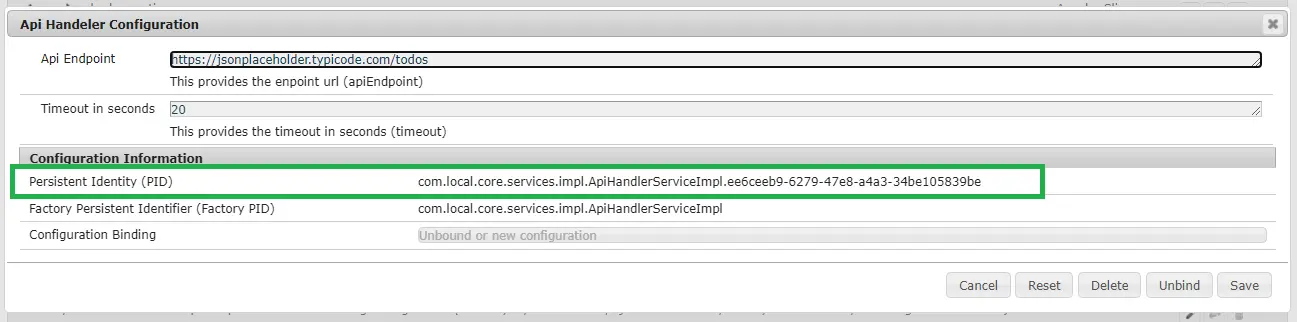 Api Handeler Configuration
Api Endpoint
https://jsonplaceholder.typicode.com/todos
This provides the enpoint url (apiEndpoint)
Timeout in seconds
20
This provides the timeout in seconds (timeout)
Configuration Information
Persistent Identity (PID) com.local.core.services.impl.ApiHandlerServiceImpl.ee6ceeb9-6279-47e8-a4a3-34be105839be
Factory Persistent Identifier (Factory PID) com.local.core.services.impl.ApiHandlerServiceImpl
Configuration Binding Unbound or new configuration
Cancel Reset Delete Unbind Save